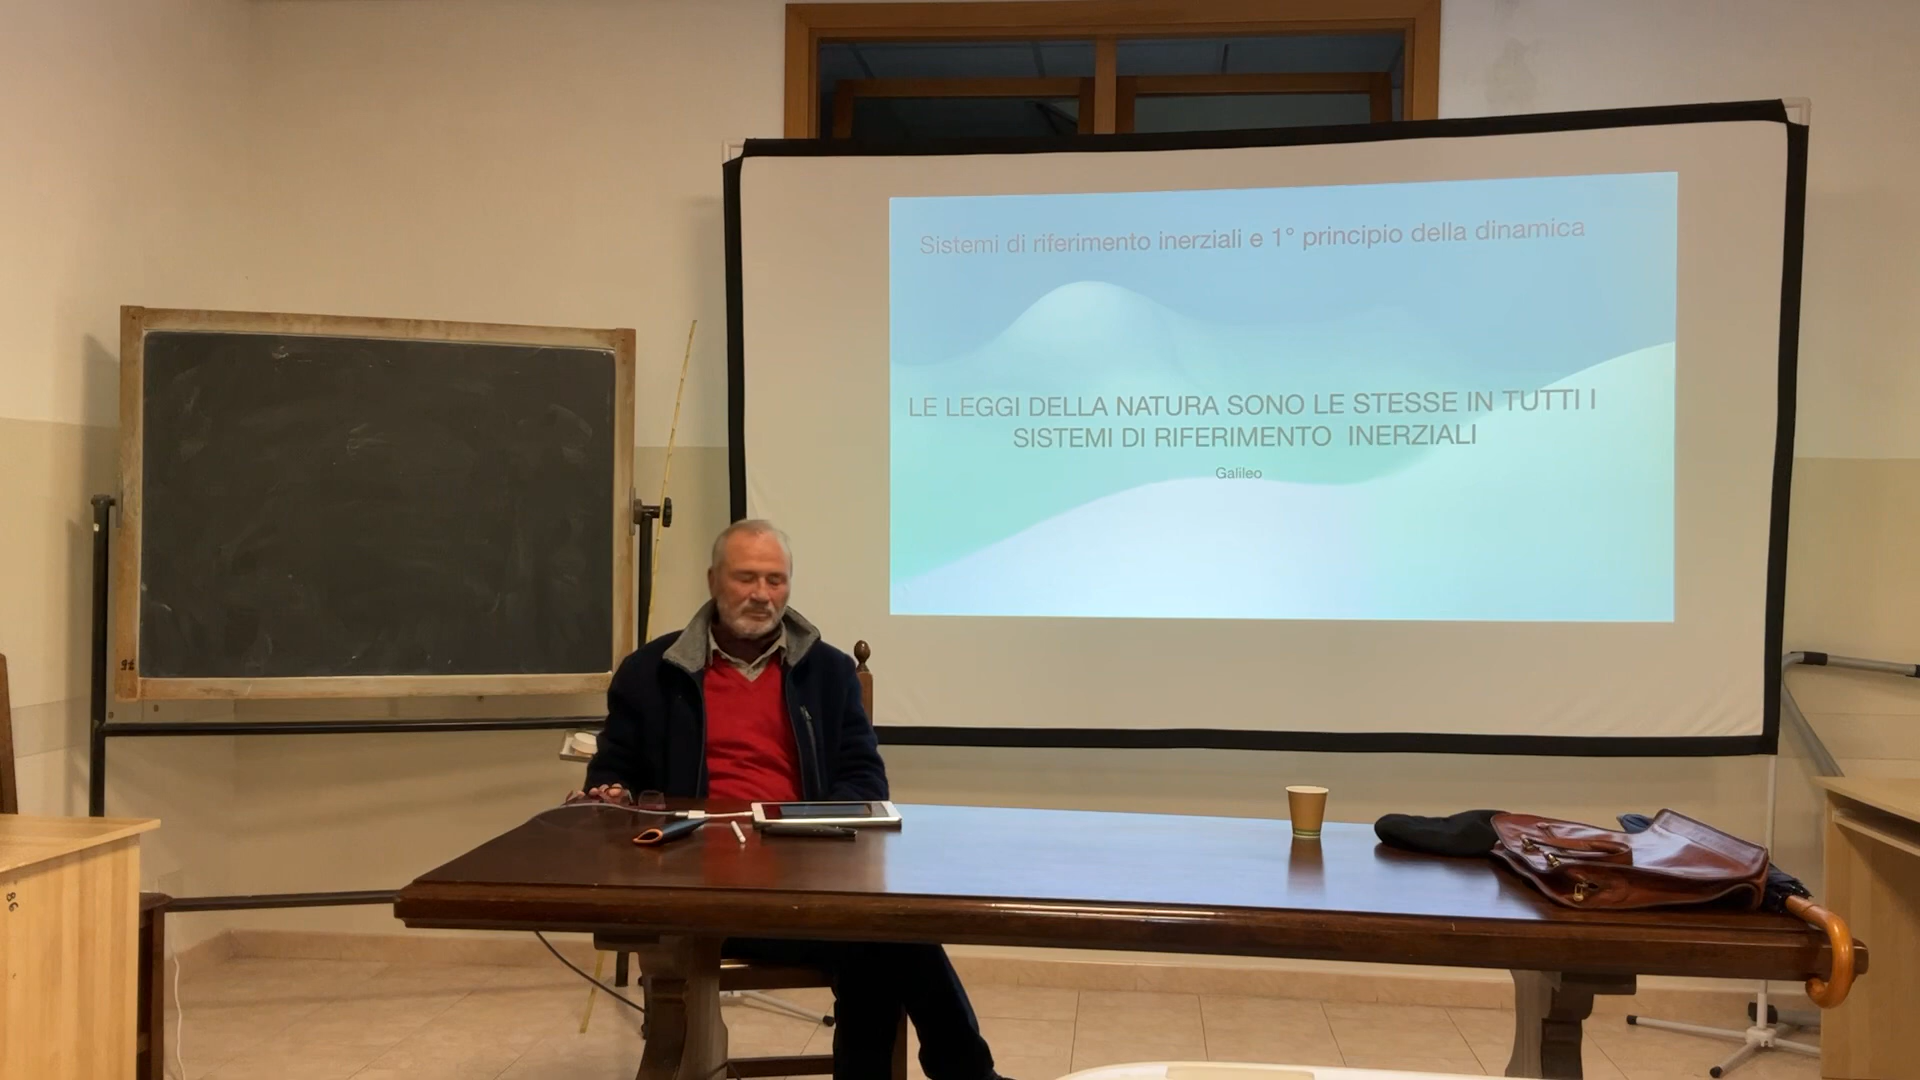 Sistemi di riferimento inerziali e 1° principio della dinamica
LE LEGGI DELLA NATURA SONO LE STESSE IN TUTTI I
SISTEMI DI RIFERIMENTO INERZIALI
Galileo
86